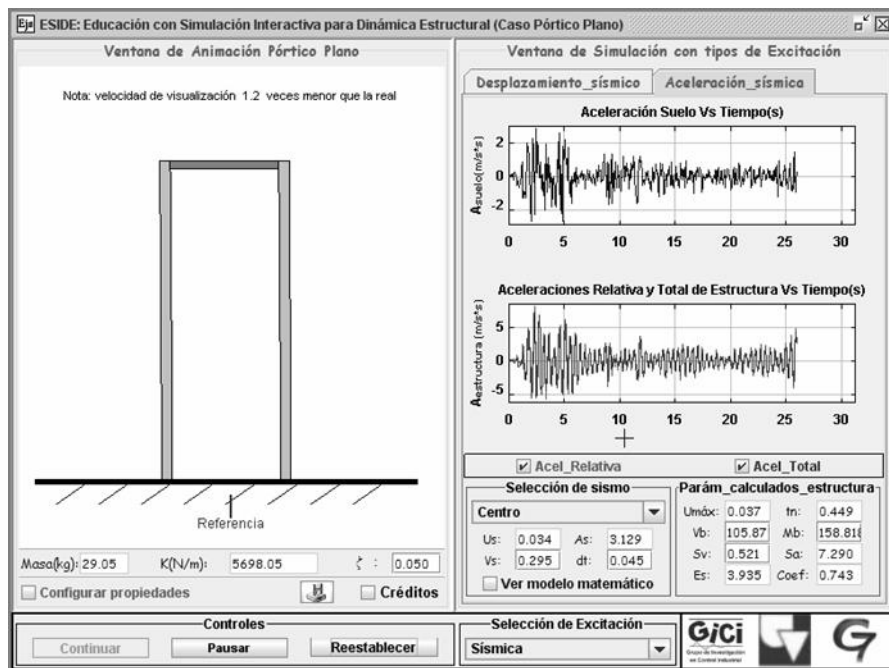 Ejs ESIDE: Educación con Simulación Interactiva para Dinámica Estructural (Caso Pórtico Plano)
Ventana de Animación Pórtico Plano
Nota: velocidad de visualización 1.2 veces menor que la real
Referencia
Masa(kg): 29.05 K(N/m): 5698.05 ζ : 0.050
Configurar propiedades
Créditos
Ventana de Simulación con tipos de Excitación
Desplazamiento_sísmico Aceleración_sísmica
Aceleración Suelo Vs Tiempo(s)
Asuelo(m/s*s)
2
0
-2
0 5 10 15 20 25 30
Aceleraciones Relativa y Total de Estructura Vs Tiempo(s)
Aestructura (m/s*s)
5
0
-5
0 5 10 15 20 25 30
Acel_Relativa Acel_Total
Selección de sismo
Centro
Us: 0.034 As: 3.129
Vs: 0.295 dt: 0.045
Ver modelo matemático
Parám_calculados_estructura
Umáx: 0.037 tn: 0.449
Vb: 105.87 Mb: 158.818
Sv: 0.521 Sa: 7.290
Es: 3.935 Coef: 0.743
Controles
Continuar Pausar Reestablecer
Selección de Excitación
Sísmica
GiCi
Grupo de Investigación
en Control Industrial